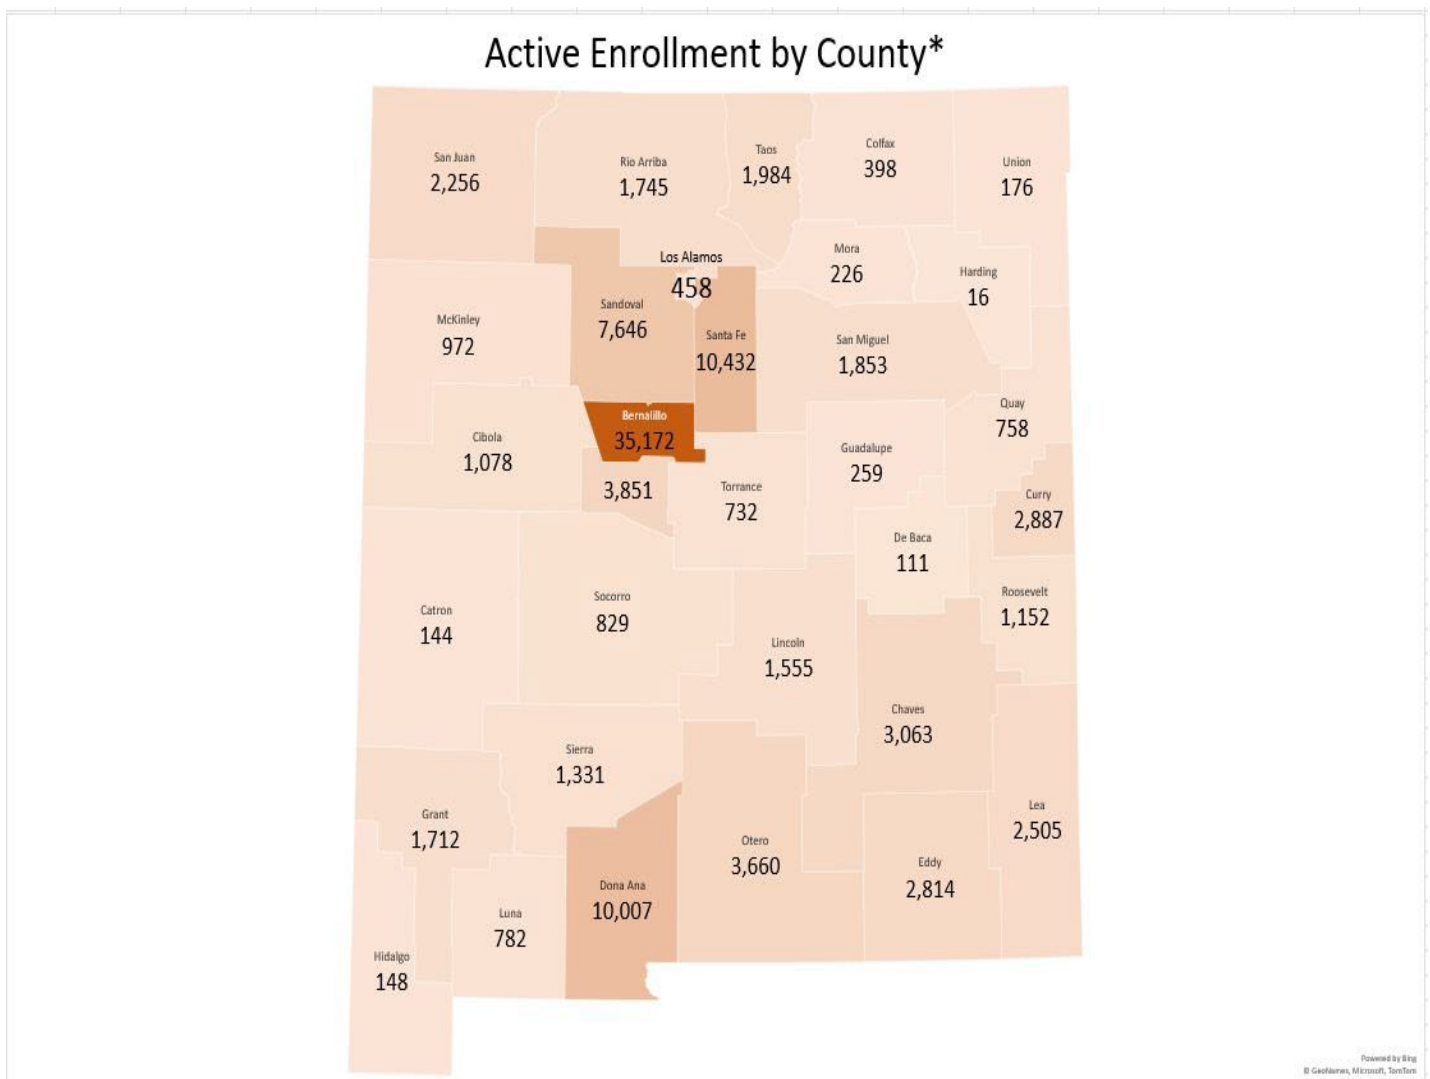 Active Enrollment by County*
San Juan
2,256
Rio Arriba
1,745
Taos
1,984
Colfax
398
Union
176
Los Alamos
458
Mora
226
Harding
16
McKinley
972
Sandoval
7,646
Santa Fe
10,432
San Miguel
1,853
Bernalillo
35,172
Quay
758
Cibola
1,078
3,851
Torrance
732
Guadalupe
259
Curry
2,887
De Baca
111
Roosevelt
1,152
Catron
144
Socorro
829
Lincoln
1,555
Chaves
3,063
Sierra
1,331
Grant
1,712
Lea
2,505
Otero
3,660
Eddy
2,814
Dona Ana
10,007
Luna
782
Hidalgo
148
Powered by Bing
© GeoNames, Microsoft, TomTom